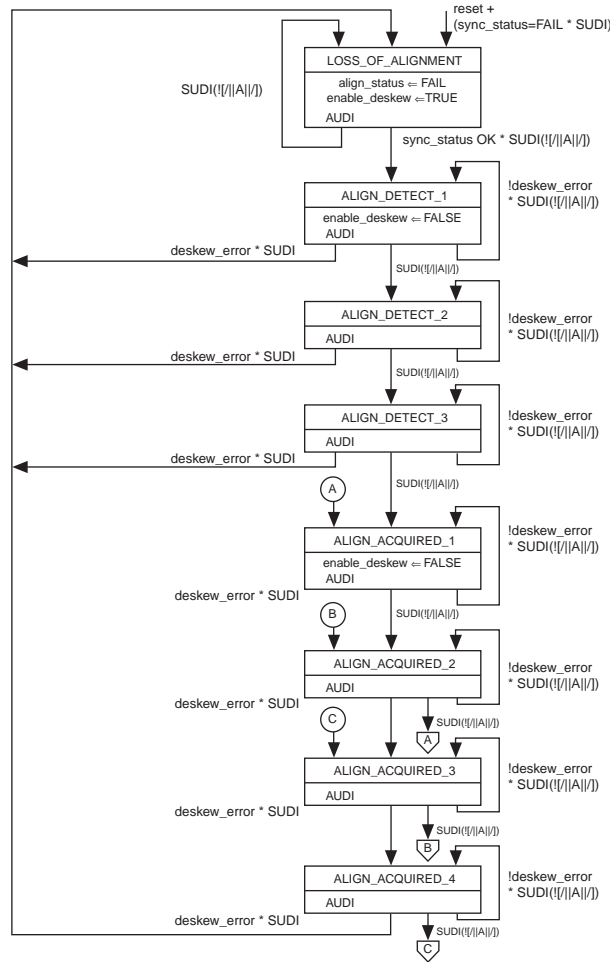 reset +
(sync_status=FAIL * SUDI)
LOSS_OF_ALIGNMENT
SUDI(![/||A||/])
align_status ⇐ FAIL
enable_deskew ⇐TRUE
AUDI
sync_status OK * SUDI(![/||A||/])
ALIGN_DETECT_1
!deskew_error
* SUDI(![/||A||/])
enable_deskew ⇐ FALSE
AUDI
deskew_error * SUDI
SUDI(![/||A||/])
ALIGN_DETECT_2
!deskew_error
* SUDI(![/||A||/])
AUDI
deskew_error * SUDI
SUDI(![/||A||/])
ALIGN_DETECT_3
!deskew_error
* SUDI(![/||A||/])
AUDI
deskew_error * SUDI
SUDI(![/||A||/])
A
ALIGN_ACQUIRED_1
!deskew_error
* SUDI(![/||A||/])
enable_deskew ⇐ FALSE
AUDI
deskew_error * SUDI
SUDI(![/||A||/])
B
ALIGN_ACQUIRED_2
!deskew_error
* SUDI(![/||A||/])
AUDI
deskew_error * SUDI
SUDI(![/||A||/])
A
C
ALIGN_ACQUIRED_3
!deskew_error
* SUDI(![/||A||/])
AUDI
deskew_error * SUDI
SUDI(![/||A||/])
B
ALIGN_ACQUIRED_4
!deskew_error
* SUDI(![/||A||/])
AUDI
deskew_error * SUDI
SUDI(![/||A||/])
C